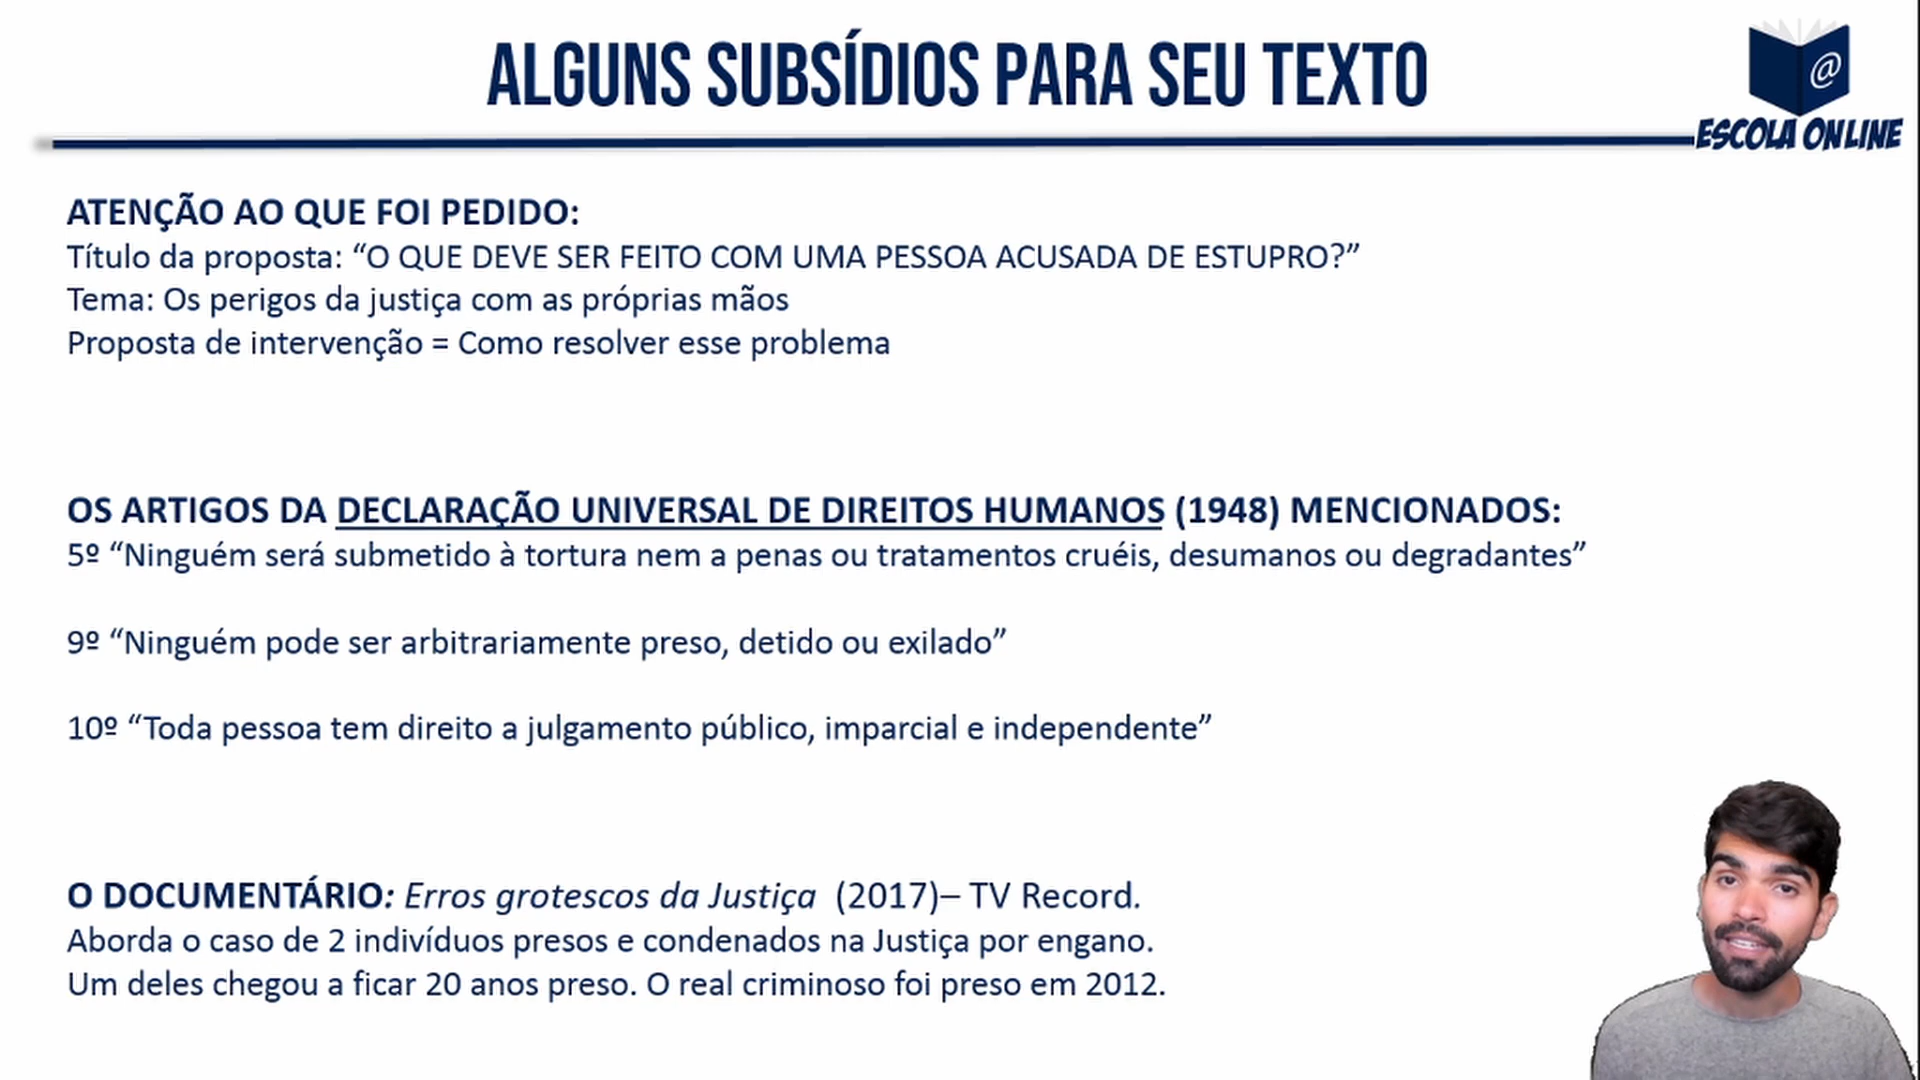 ALGUNS SUBSÍDIOS PARA SEU TEXTO
@
ESCOLA ONLINE
ATENÇÃO AO QUE FOI PEDIDO:
Título da proposta: “O QUE DEVE SER FEITO COM UMA PESSOA ACUSADA DE ESTUPRO?”
Tema: Os perigos da justiça com as próprias mãos
Proposta de intervenção = Como resolver esse problema
OS ARTIGOS DA DECLARAÇÃO UNIVERSAL DE DIREITOS HUMANOS (1948) MENCIONADOS:
5º “Ninguém será submetido à tortura nem a penas ou tratamentos cruéis, desumanos ou degradantes”
9º “Ninguém pode ser arbitrariamente preso, detido ou exilado”
10º “Toda pessoa tem direito a julgamento público, imparcial e independente”
O DOCUMENTÁRIO: Erros grotescos da Justiça (2017)– TV Record.
Aborda o caso de 2 indivíduos presos e condenados na Justiça por engano.
Um deles chegou a ficar 20 anos preso. O real criminoso foi preso em 2012.